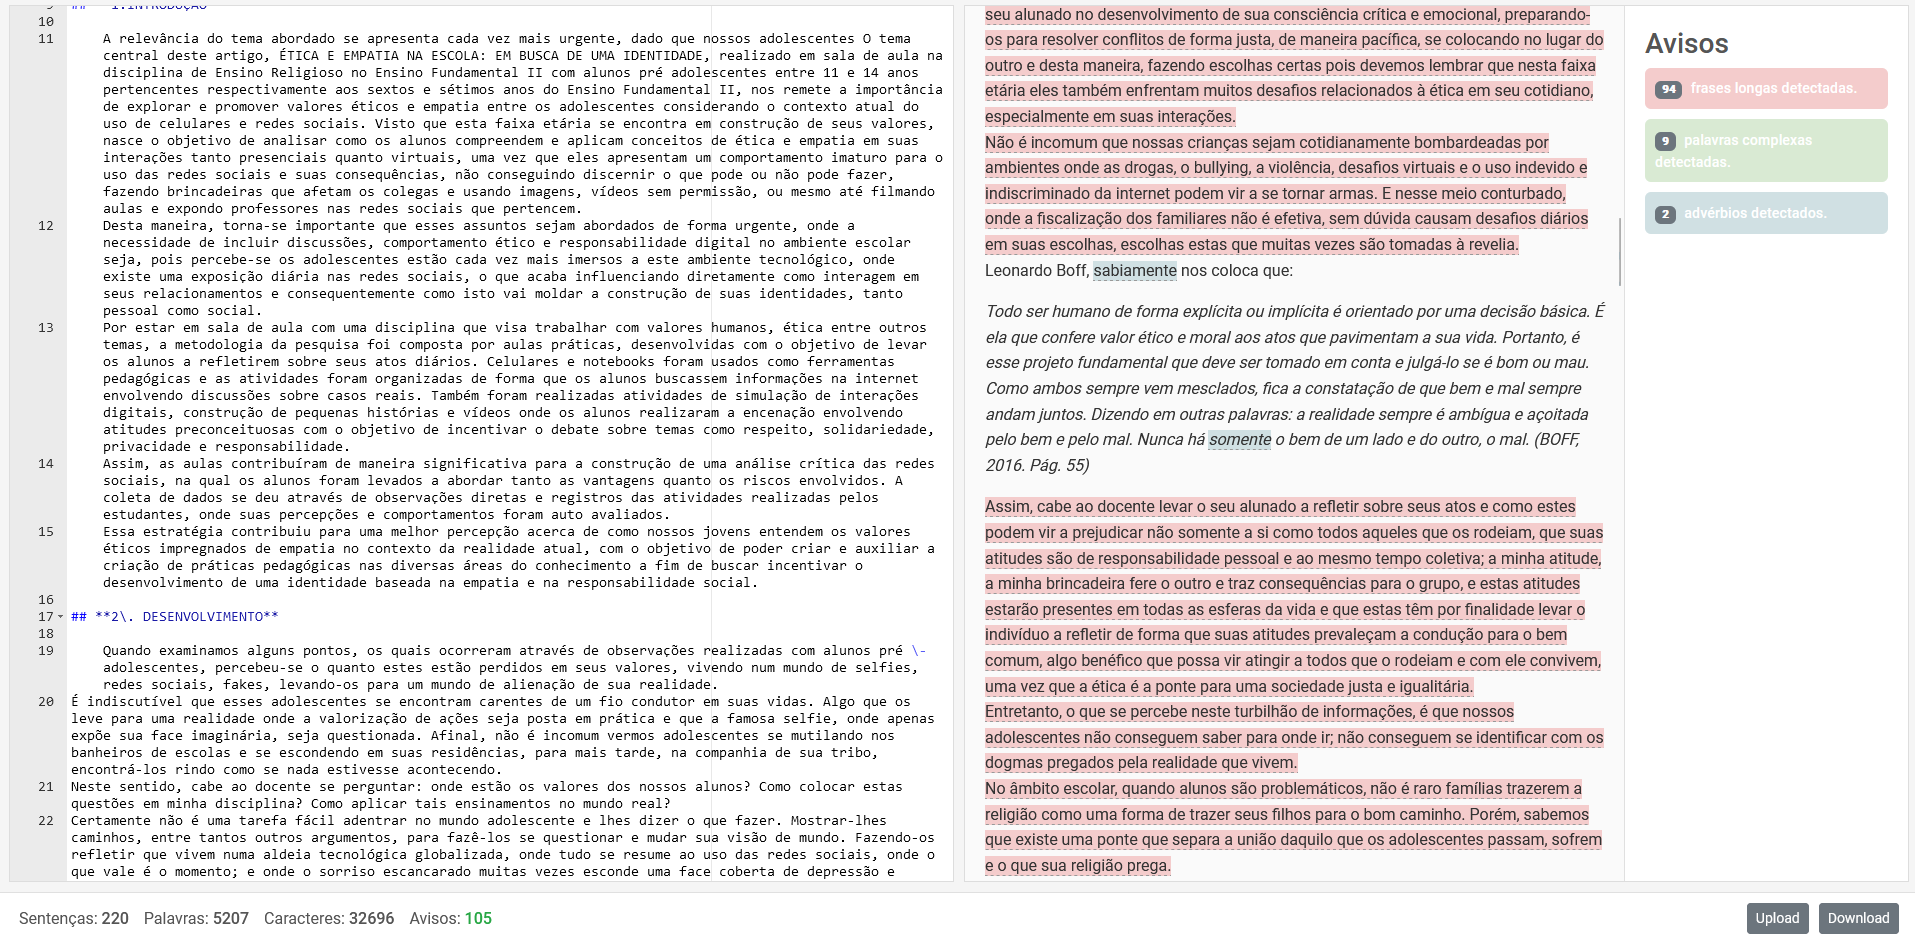 9 ## 1.INTRODUÇÃO
10
11 A relevância do tema abordado se apresenta cada vez mais urgente, dado que nossos adolescentes O tema
central deste artigo, ÉTICA E EMPATIA NA ESCOLA: EM BUSCA DE UMA IDENTIDADE, realizado em sala de aula na
disciplina de Ensino Religioso no Ensino Fundamental II com alunos pré adolescentes entre 11 e 14 anos
pertencentes respectivamente aos sextos e sétimos anos do Ensino Fundamental II, nos remete a importância
de explorar e promover valores éticos e empatia entre os adolescentes considerando o contexto atual do
uso de celulares e redes sociais. Visto que esta faixa etária se encontra em construção de seus valores,
nasce o objetivo de analisar como os alunos compreendem e aplicam conceitos de ética e empatia em suas
interações tanto presenciais quanto virtuais, uma vez que eles apresentam um comportamento imaturo para o
uso das redes sociais e suas consequências, não conseguindo discernir o que pode ou não pode fazer,
fazendo brincadeiras que afetam os colegas e usando imagens, vídeos sem permissão, ou mesmo até filmando
aulas e expondo professores nas redes sociais que pertencem.
12 Desta maneira, torna-se importante que esses assuntos sejam abordados de forma urgente, onde a
necessidade de incluir discussões, comportamento ético e responsabilidade digital no ambiente escolar
seja, pois percebe-se os adolescentes estão cada vez mais imersos a este ambiente tecnológico, onde
existe uma exposição diária nas redes sociais, o que acaba influenciando diretamente como interagem em
seus relacionamentos e consequentemente como isto vai moldar a construção de suas identidades, tanto
pessoal como social.
13 Por estar em sala de aula com uma disciplina que visa trabalhar com valores humanos, ética entre outros
temas, a metodologia da pesquisa foi composta por aulas práticas, desenvolvidas com o objetivo de levar
os alunos a refletirem sobre seus atos diários. Celulares e notebooks foram usados como ferramentas
pedagógicas e as atividades foram organizadas de forma que os alunos buscassem informações na internet
envolvendo discussões sobre casos reais. Também foram realizadas atividades de simulação de interações
digitais, construção de pequenas histórias e vídeos onde os alunos realizaram a encenação envolvendo
atitudes preconceituosas com o objetivo de incentivar o debate sobre temas como respeito, solidariedade,
privacidade e responsabilidade.
14 Assim, as aulas contribuíram de maneira significativa para a construção de uma análise crítica das redes
sociais, na qual os alunos foram levados a abordar tanto as vantagens quanto os riscos envolvidos. A
coleta de dados se deu através de observações diretas e registros das atividades realizadas pelos
estudantes, onde suas percepções e comportamentos foram auto avaliados.
15 Essa estratégia contribuiu para uma melhor percepção acerca de como nossos jovens entendem os valores
éticos impregnados de empatia no contexto da realidade atual, com o objetivo de poder criar e auxiliar a
criação de práticas pedagógicas nas diversas áreas do conhecimento a fim de buscar incentivar o
desenvolvimento de uma identidade baseada na empatia e na responsabilidade social.
16
17 ## **2\. DESENVOLVIMENTO**
18
19 Quando examinamos alguns pontos, os quais ocorreram através de observações realizadas com alunos pré \-
adolescentes, percebeu-se o quanto estes estão perdidos em seus valores, vivendo num mundo de selfies,
redes sociais, fakes, levando-os para um mundo de alienação de sua realidade.
20 É indiscutível que esses adolescentes se encontram carentes de um fio condutor em suas vidas. Algo que os
leve para uma realidade onde a valorização de ações seja posta em prática e que a famosa selfie, onde apenas
expõe sua face imaginária, seja questionada. Afinal, não é incomum vermos adolescentes se mutilando nos
banheiros de escolas e se escondendo em suas residências, para mais tarde, na companhia de sua tribo,
encontrá-los rindo como se nada estivesse acontecendo.
21 Neste sentido, cabe ao docente se perguntar: onde estão os valores dos nossos alunos? Como colocar estas
questões em minha disciplina? Como aplicar tais ensinamentos no mundo real?
22 Certamente não é uma tarefa fácil adentrar no mundo adolescente e lhes dizer o que fazer. Mostrar-lhes
caminhos, entre tantos outros argumentos, para fazê-los se questionar e mudar sua visão de mundo. Fazendo-os
refletir que vivem numa aldeia tecnológica globalizada, onde tudo se resume ao uso das redes sociais, onde o
que vale é o momento; e onde o sorriso escancarado muitas vezes esconde uma face coberta de depressão e
seu alunado no desenvolvimento de sua consciência crítica e emocional, preparando-
os para resolver conflitos de forma justa, de maneira pacífica, se colocando no lugar do
outro e desta maneira, fazendo escolhas certas pois devemos lembrar que nesta faixa
etária eles também enfrentam muitos desafios relacionados à ética em seu cotidiano,
especialmente em suas interações.
Não é incomum que nossas crianças sejam cotidianamente bombardeadas por
ambientes onde as drogas, o bullying, a violência, desafios virtuais e o uso indevido e
indiscriminado da internet podem vir a se tornar armas. E nesse meio conturbado,
onde a fiscalização dos familiares não é efetiva, sem dúvida causam desafios diários
em suas escolhas, escolhas estas que muitas vezes são tomadas à revelia.
Leonardo Boff, sabiamente nos coloca que:
Todo ser humano de forma explícita ou implícita é orientado por uma decisão básica. É
ela que confere valor ético e moral aos atos que pavimentam a sua vida. Portanto, é
esse projeto fundamental que deve ser tomado em conta e julgá-lo se é bom ou mau.
Como ambos sempre vem mesclados, fica a constatação de que bem e mal sempre
andam juntos. Dizendo em outras palavras: a realidade sempre é ambígua e açoitada
pelo bem e pelo mal. Nunca há somente o bem de um lado e do outro, o mal. (BOFF,
2016. Pág. 55)
Assim, cabe ao docente levar o seu alunado a refletir sobre seus atos e como estes
podem vir a prejudicar não somente a si como todos aqueles que os rodeiam, que suas
atitudes são de responsabilidade pessoal e ao mesmo tempo coletiva; a minha atitude,
a minha brincadeira fere o outro e traz consequências para o grupo, e estas atitudes
estarão presentes em todas as esferas da vida e que estas têm por finalidade levar o
indivíduo a refletir de forma que suas atitudes prevaleçam a condução para o bem
comum, algo benéfico que possa vir atingir a todos que o rodeiam e com ele convivem,
uma vez que a ética é a ponte para uma sociedade justa e igualitária.
Entretanto, o que se percebe neste turbilhão de informações, é que nossos
adolescentes não conseguem saber para onde ir; não conseguem se identificar com os
dogmas pregados pela realidade que vivem.
No âmbito escolar, quando alunos são problemáticos, não é raro famílias trazerem a
religião como uma forma de trazer seus filhos para o bom caminho. Porém, sabemos
que existe uma ponte que separa a união daquilo que os adolescentes passam, sofrem
e o que sua religião prega.
Avisos
94 frases longas detectadas.
9 palavras complexas
detectadas.
2 advérbios detectados.
Sentenças: 220 Palavras: 5207 Caracteres: 32696 Avisos: 105
Upload Download